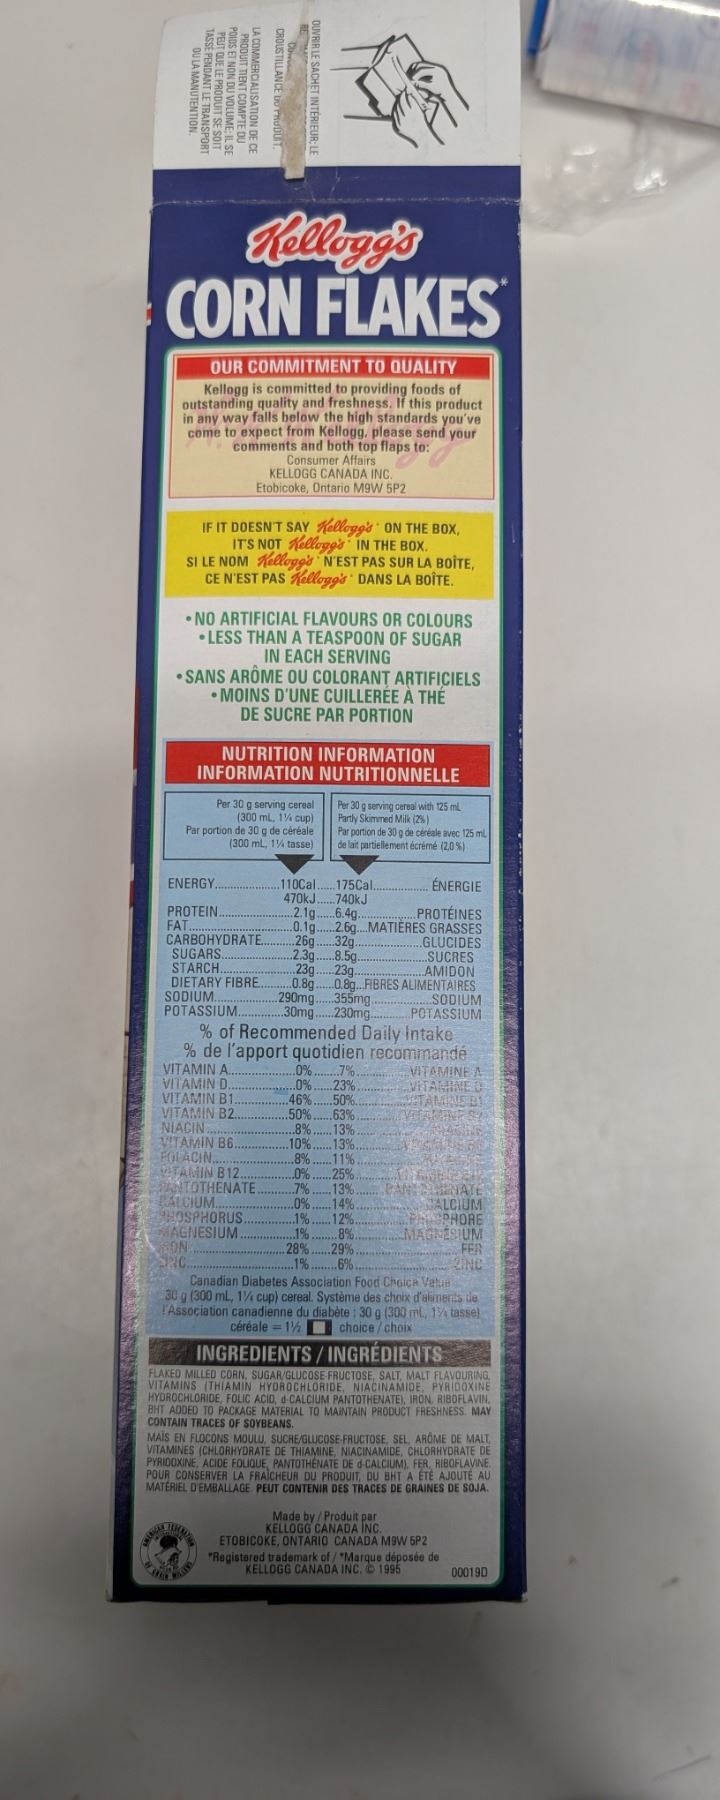 OUVRIR LE SACHET INTÉRIEUR; LE
CROUSTILLANCE DU PRODUIT.
LA COMMERCIALISATION DE CE
PRODUIT TIENT COMPTE DU
POIDS ET NON DU VOLUME; IL SE
PEUT QUE LE PRODUIT SE SOIT
TASSÉ PENDANT LE TRANSPORT
OU LA MANUTENTION.
Kellogg's
CORN FLAKES*
OUR COMMITMENT TO QUALITY
Kellogg is committed to providing foods of
outstanding quality and freshness. If this product
in any way falls below the high standards you've
come to expect from Kellogg, please send your
comments and both top flaps to:
Consumer Affairs
KELLOGG CANADA INC.
Etobicoke, Ontario M9W 5P2
IF IT DOESN'T SAY Kellogg's* ON THE BOX,
IT'S NOT Kellogg's* IN THE BOX.
SI LE NOM Kellogg's* N'EST PAS SUR LA BOÎTE,
CE N'EST PAS Kellogg's* DANS LA BOÎTE.
• NO ARTIFICIAL FLAVOURS OR COLOURS
• LESS THAN A TEASPOON OF SUGAR
IN EACH SERVING
• SANS ARÔME OU COLORANT ARTIFICIELS
• MOINS D'UNE CUILLERÉE À THÉ
DE SUCRE PAR PORTION
NUTRITION INFORMATION
INFORMATION NUTRITIONNELLE
Per 30 g serving cereal
(300 mL, 1¼ cup)
Par portion de 30 g de céréale
(300 mL, 1¼ tasse)
Per 30 g serving cereal with 125 mL
Partly Skimmed Milk (2%)
Par portion de 30 g de céréale avec 125 mL
de lait partiellement écrémé (2,0 %)
ENERGY 110Cal 175Cal ÉNERGIE
470kJ 740kJ
PROTEIN 2.1g 6.4g PROTÉINES
FAT 0.1g 2.6g MATIÈRES GRASSES
CARBOHYDRATE 26g 32g GLUCIDES
SUGARS 2.3g 8.5g SUCRES
STARCH 23g 23g AMIDON
DIETARY FIBRE 0.8g 0.8g FIBRES ALIMENTAIRES
SODIUM 290mg 355mg SODIUM
POTASSIUM 30mg 230mg POTASSIUM
% of Recommended Daily Intake
% de l'apport quotidien recommandé
VITAMIN A 0% 7% VITAMINE A
VITAMIN D 0% 23% VITAMINE D
VITAMIN B1 46% 50% VITAMINE B1
VITAMIN B2 50% 63% VITAMINE B2
NIACIN 8% 13%
VITAMIN B6 10% 13%
FOLACIN 8% 11%
VITAMIN B12 0% 25%
PANTOTHENATE 7% 13% PANTOTHÉNATE
CALCIUM 0% 14% CALCIUM
PHOSPHORUS 1% 12% PHOSPHORE
MAGNESIUM 1% 8% MAGNÉSIUM
IRON 28% 29% FER
ZINC 1% 6% ZINC
Canadian Diabetes Association Food Choice Value
30 g (300 mL, 1¼ cup) cereal. Système des choix d'aliments de
l'Association canadienne du diabète : 30 g (300 mL, 1¼ tasse)
céréale = 1½ choice / choix
INGREDIENTS / INGRÉDIENTS
FLAKED MILLED CORN, SUGAR/GLUCOSE-FRUCTOSE, SALT, MALT FLAVOURING,
VITAMINS (THIAMIN HYDROCHLORIDE, NIACINAMIDE, PYRIDOXINE
HYDROCHLORIDE, FOLIC ACID, d-CALCIUM PANTOTHENATE), IRON, RIBOFLAVIN,
BHT ADDED TO PACKAGE MATERIAL TO MAINTAIN PRODUCT FRESHNESS. MAY
CONTAIN TRACES OF SOYBEANS.
MAÏS EN FLOCONS MOULU, SUCRE/GLUCOSE-FRUCTOSE, SEL, ARÔME DE MALT,
VITAMINES (CHLORHYDRATE DE THIAMINE, NIACINAMIDE, CHLORHYDRATE DE
PYRIDOXINE, ACIDE FOLIQUE, PANTOTHÉNATE DE d-CALCIUM), FER, RIBOFLAVINE.
POUR CONSERVER LA FRAÎCHEUR DU PRODUIT, DU BHT A ÉTÉ AJOUTÉ AU
MATÉRIEL D'EMBALLAGE. PEUT CONTENIR DES TRACES DE GRAINES DE SOJA.
Made by / Produit par
KELLOGG CANADA INC.
ETOBICOKE, ONTARIO CANADA M9W 5P2
*Registered trademark of / *Marque déposée de
KELLOGG CANADA INC. © 1995
00019D
AMERICAN FEDERATION
OF GRAIN MILLERS